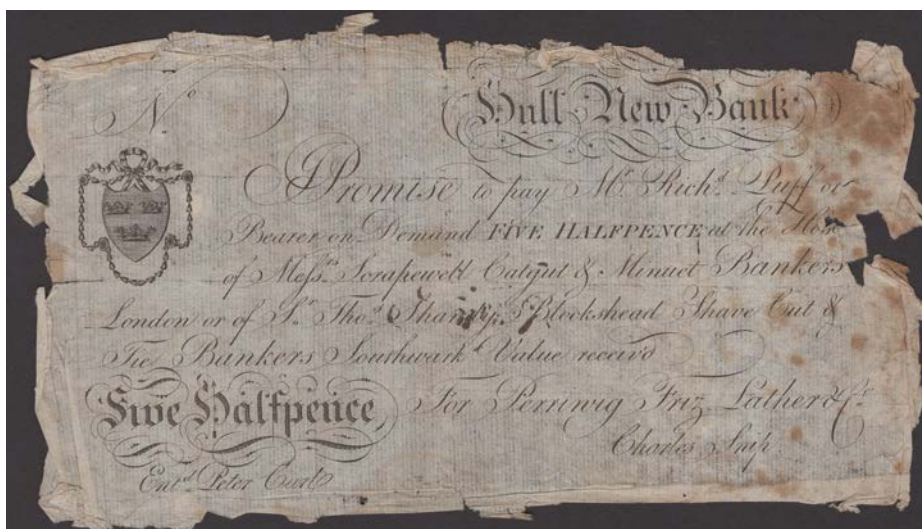 Hull New Bank
No
I Promise to pay Mr. Richd. Puff or
Bearer on Demand FIVE HALFPENCE at the
of Messrs Scrapewell Catgut & Minuet Bankers
London or of Sr. Thos. Blockshead Shave Cut &
Tie Bankers Southwark Value receivd
Five Halfpence
For Perriwig Friz Lather & Co
Charles Snip
Entd. Peter Curl